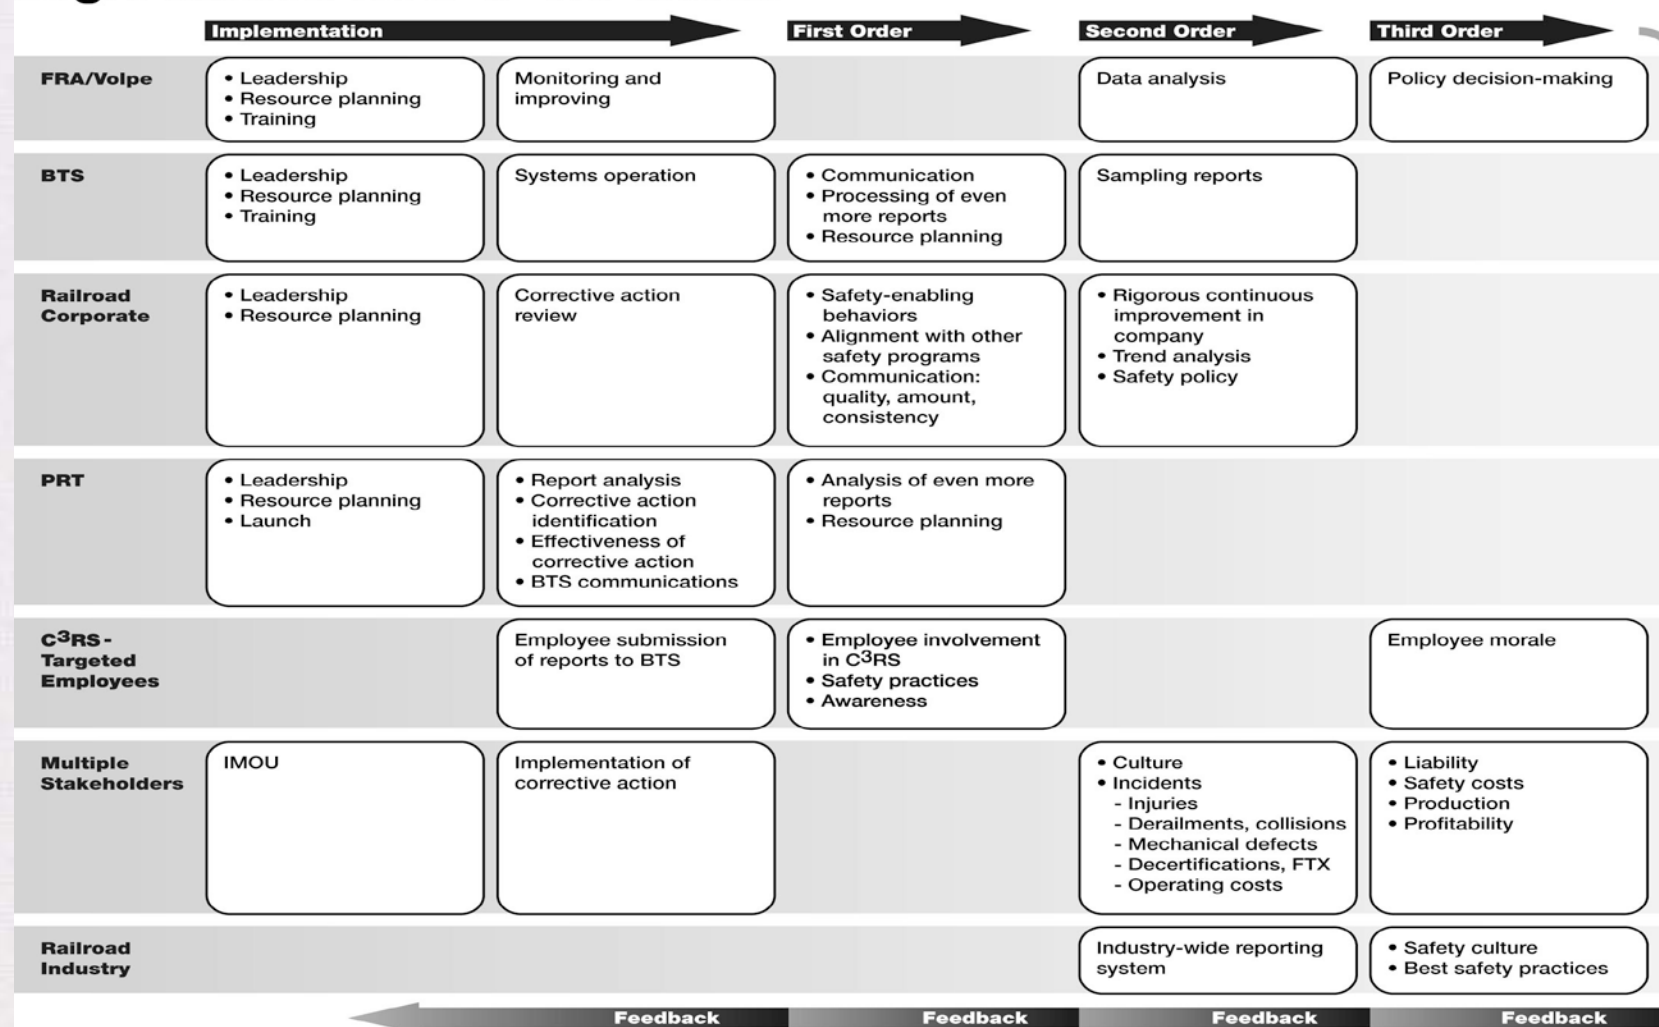 Implementation
First Order
Second Order
Third Order
FRA/Volpe
• Leadership
• Resource planning
• Training
Monitoring and
improving
Data analysis
Policy decision-making
BTS
• Leadership
• Resource planning
• Training
Systems operation
• Communication
• Processing of even
more reports
• Resource planning
Sampling reports
Railroad
Corporate
• Leadership
• Resource planning
Corrective action
review
• Safety-enabling
behaviors
• Alignment with other
safety programs
• Communication:
quality, amount,
consistency
• Rigorous continuous
improvement in
company
• Trend analysis
• Safety policy
PRT
• Leadership
• Resource planning
• Launch
• Report analysis
• Corrective action
identification
• Effectiveness of
corrective action
• BTS communications
• Analysis of even more
reports
• Resource planning
C3RS-
Targeted
Employees
Employee submission
of reports to BTS
• Employee involvement
in C3RS
• Safety practices
• Awareness
Employee morale
Multiple
Stakeholders
IMOU
Implementation of
corrective action
• Culture
• Incidents
- Injuries
- Derailments, collisions
- Mechanical defects
- Decertifications, FTX
- Operating costs
• Liability
• Safety costs
• Production
• Profitability
Railroad
Industry
Industry-wide reporting
system
• Safety culture
• Best safety practices
Feedback
Feedback
Feedback
Feedback